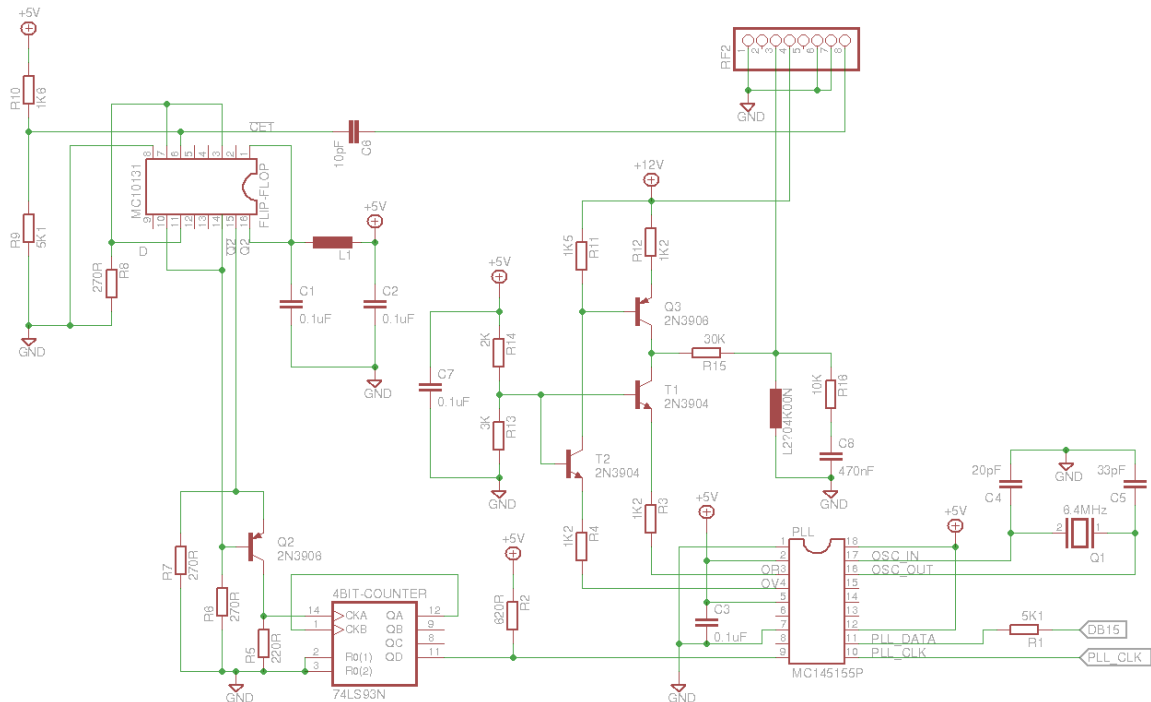 +5V
R10
1K6
R9
5K1
GND
MC10131
FLIP-FLOP
8 7 6 5 4 3 2 1
9 10 11 12 13 14 15 16
CET
D
Q2 Q2
270R
R8
10pF
C6
+5V
L1
C1
0.1uF
C2
0.1uF
GND
RF2
1 2 3 4 5 6 7 8
GND
+12V
1K5
R11
R12
1K2
Q3
2N3906
+5V
2K
R14
C7
0.1uF
3K
R13
GND
T1
2N3904
T2
2N3904
30K
R15
10K
R16
L2?04K00N
C8
470nF
GND
1K2
R4
1K2
R3
20pF
C4
GND
33pF
C5
6.4MHz
2 1
Q1
+5V
+5V
PLL
OSC_IN
OSC_OUT
OR
OV
1 2 3 4 5 6 7 8 9
18 17 16 15 14 13 12 11 10
C3
0.1uF
PLL_DATA
PLL_CLK
MC145155P
GND
5K1
R1
DB15
PLL_CLK
Q2
2N3906
R7
270R
R6
270R
R5
220R
GND
4BIT-COUNTER
14 CKA QA 12
1 CKB QB 9
QC 8
QD 11
2 R0(1)
3 R0(2)
74LS93N
+5V
620R
R2